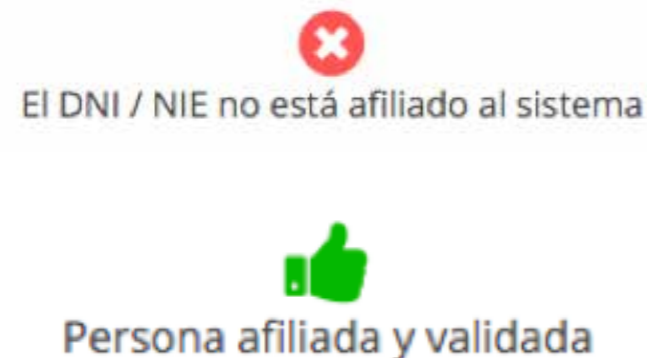 El DNI / NIE no está afiliado al sistema
Persona afiliada y validada